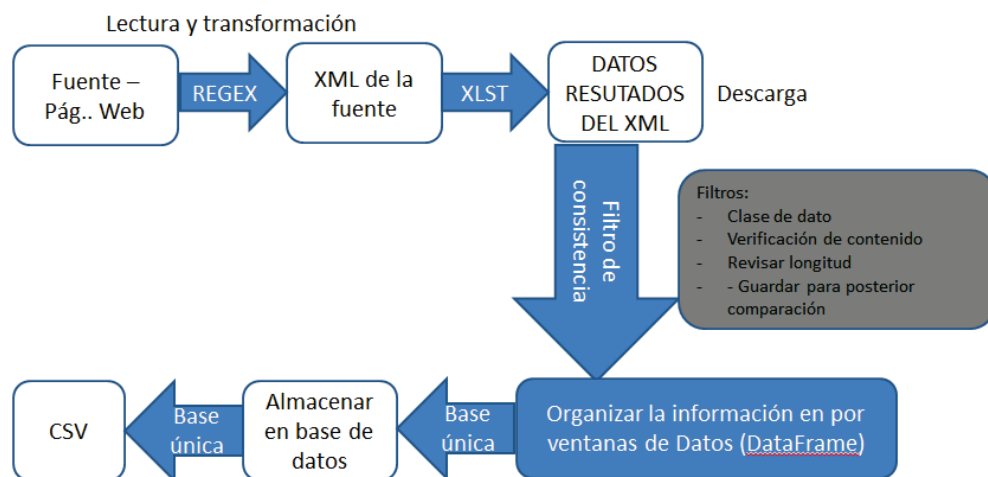 Lectura y transformación
Fuente –
Pág.. Web
REGEX
XML de la
fuente
XLST
DATOS
RESUTADOS
DEL XML
Descarga
Filtro de
consistencia
Filtros:
- Clase de dato
- Verificación de contenido
- Revisar longitud
- - Guardar para posterior
comparación
CSV
Base
única
Almacenar
en base de
datos
Base
única
Organizar la información en por
ventanas de Datos (DataFrame)